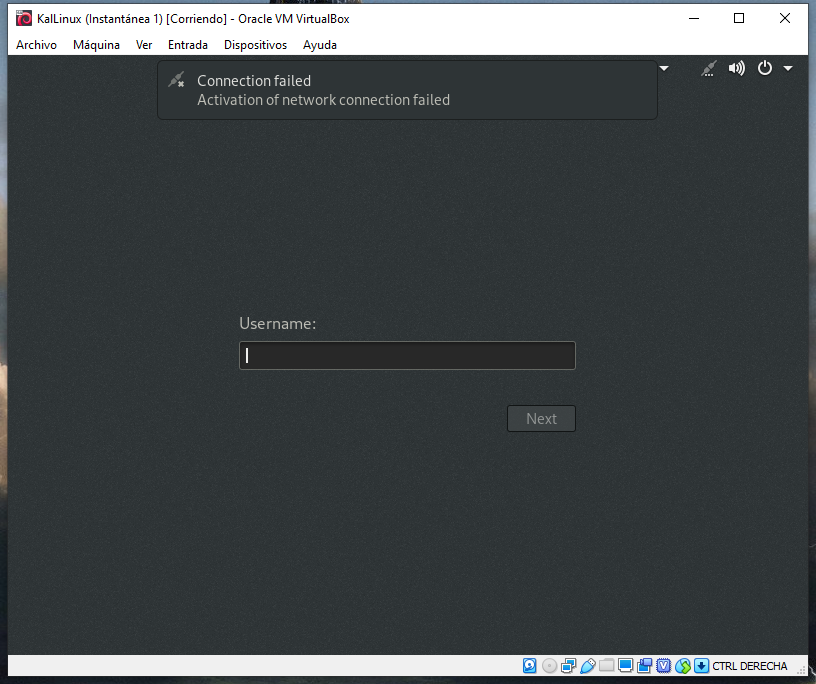 KalLinux (Instantánea 1) [Corriendo] - Oracle VM VirtualBox
Archivo Máquina Ver Entrada Dispositivos Ayuda
Connection failed
Activation of network connection failed
Username:
Next
CTRL DERECHA